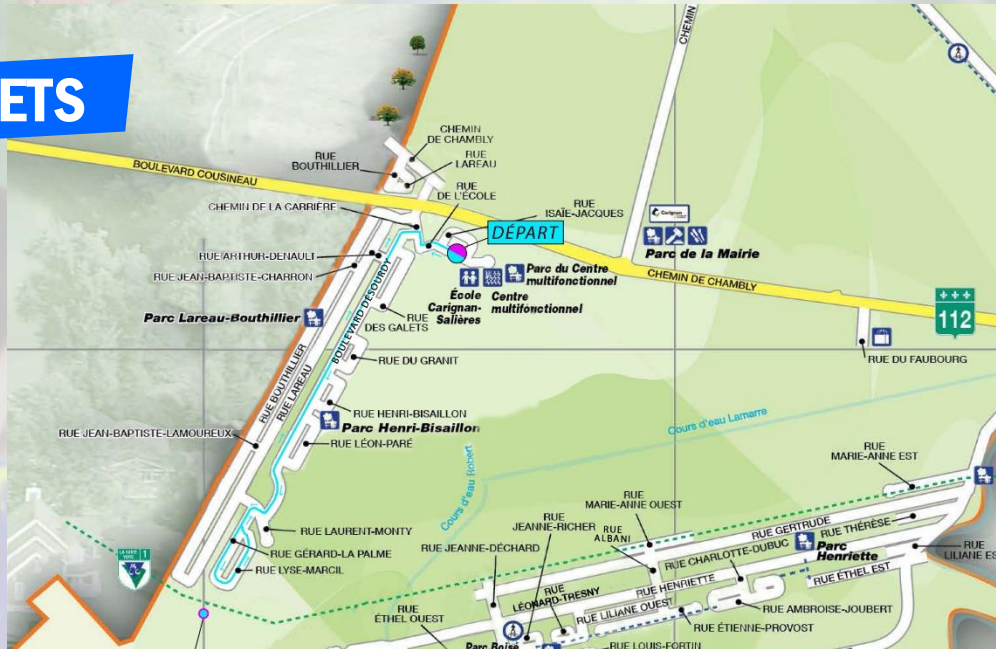 ETS
CHEMIN
BOULEVARD COUSINEAU
CHEMIN
DE CHAMBLY
RUE
BOUTHILLIER
RUE
LAREAU
RUE
DE L'ÉCOLE
CHEMIN DE LA CARRIÈRE
RUE
ISAÏE-JACQUES
DÉPART
RUE ARTHUR-DENAULT
RUE JEAN-BAPTISTE-CHARRON
Carignan
Parc de la Mairie
Parc du Centre
multifonctionnel
École
Carignan-
Salières
Centre
multifonctionnel
CHEMIN DE CHAMBLY
112
Parc Lareau-Bouthillier
BOULEVARD DÉSOURDY
RUE
DES GALETS
RUE DU GRANIT
RUE DU FAUBOURG
RUE BOUTHILLIER
RUE LAREAU
RUE HENRI-BISAILLON
Parc Henri-Bisaillon
RUE JEAN-BAPTISTE-LAMOUREUX
RUE LÉON-PARÉ
Cours d'eau Lamarre
Cours d'eau Robert
RUE
MARIE-ANNE EST
RUE
MARIE-ANNE OUEST
RUE LAURENT-MONTY
RUE
JEANNE-RICHER
RUE
ALBANI
RUE GERTRUDE
RUE THÉRÈSE
RUE GÉRARD-LA PALME
RUE JEANNE-DÉCHARD
RUE CHARLOTTE-DUBUC
Parc
Henriette
RUE
LILIANE ES
LA ROUTE
VERTE
1
RUE LYSE-MARCIL
RUE
LÉONARD-TRESNY
RUE HENRIETTE
RUE ÉTHEL EST
RUE
ÉTHEL OUEST
RUE LILIANE OUEST
RUE AMBROISE-JOUBERT
RUE ÉTIENNE-PROVOST
Parc Boisé
RUE LOUIS-FORTIN